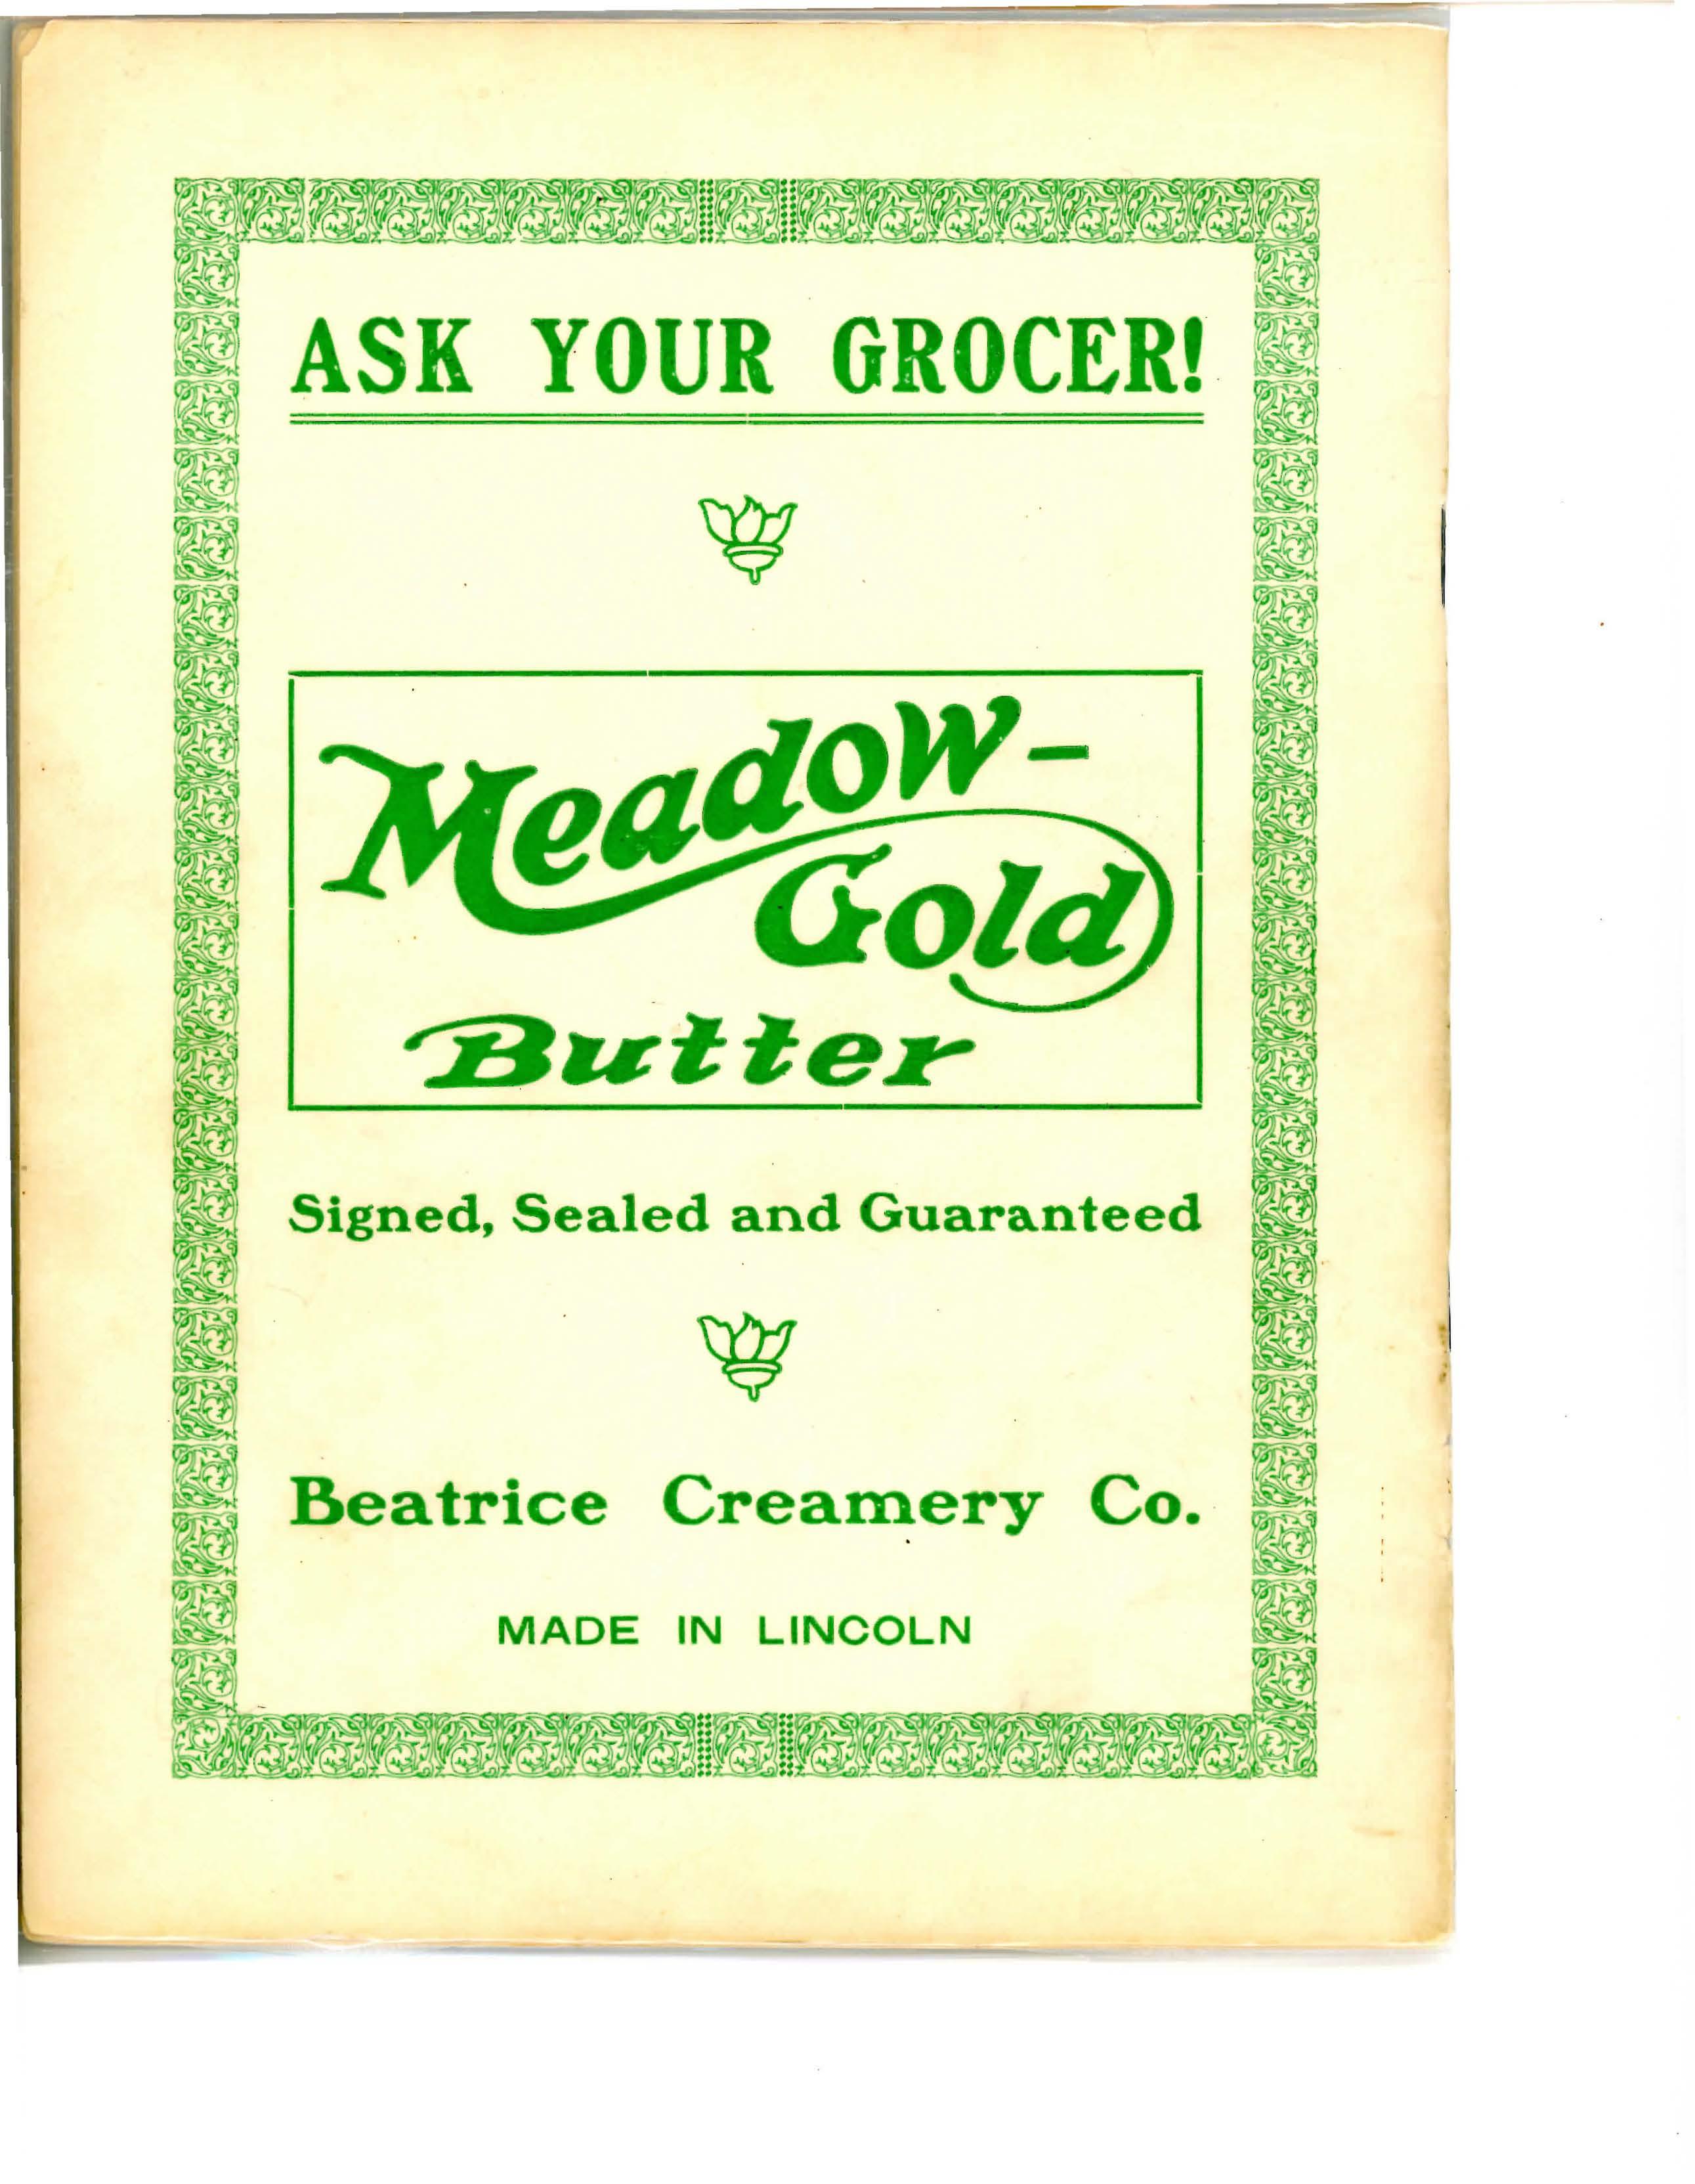 ASK YOUR GROCER!
Meadow-
Gold
Butter
Signed, Sealed and Guaranteed
Beatrice Creamery Co.
MADE IN LINCOLN